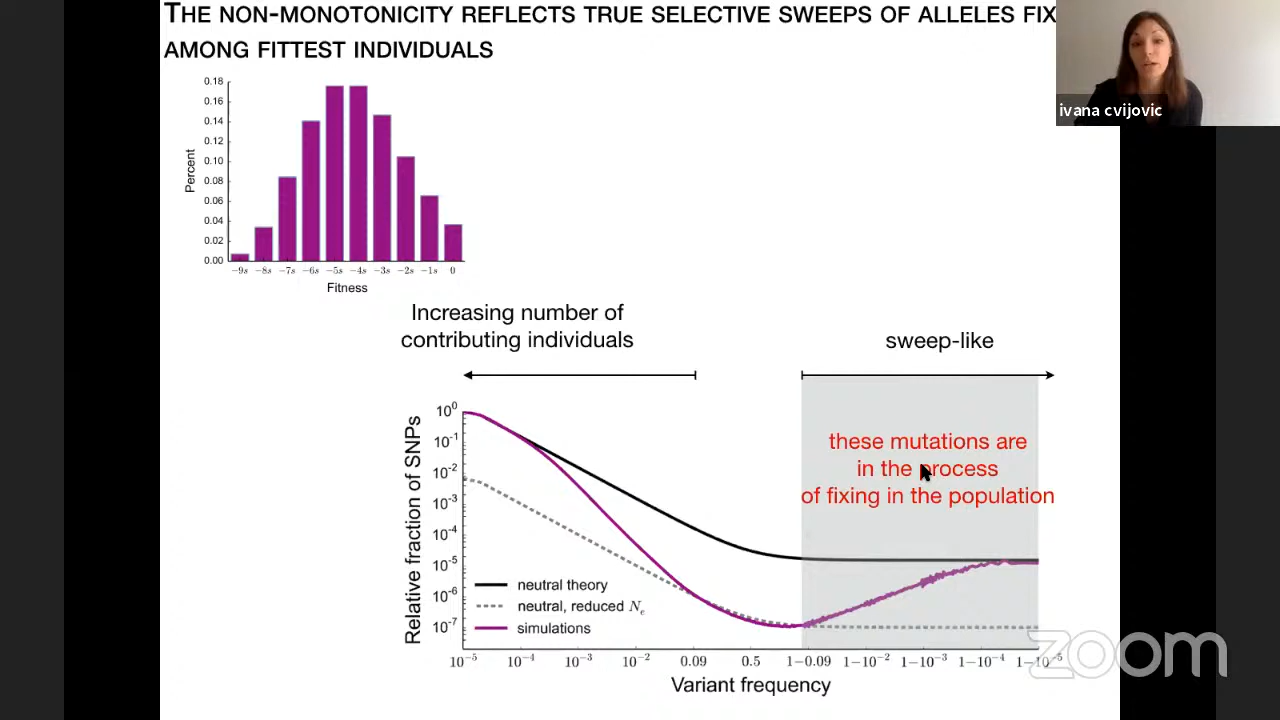 THE NON-MONOTONICITY REFLECTS TRUE SELECTIVE SWEEPS OF ALLELES FIX
AMONG FITTEST INDIVIDUALS
ivana cvijovic
0.18
0.16
0.14
0.12
0.10
0.08
0.06
0.04
0.02
0.00
Percent
−9s −8s −7s −6s −5s −4s −3s −2s −1s 0
Fitness
Increasing number of
contributing individuals
sweep-like
these mutations are
in the process
of fixing in the population
Relative fraction of SNPs
10^0
10^-1
10^-2
10^-3
10^-4
10^-5
10^-6
10^-7
neutral theory
neutral, reduced N_e
simulations
10^-5 10^-4 10^-3 10^-2 0.09 0.5 1−0.09 1−10^-2 1−10^-3 1−10^-4 1−10^-5
Variant frequency
zoom